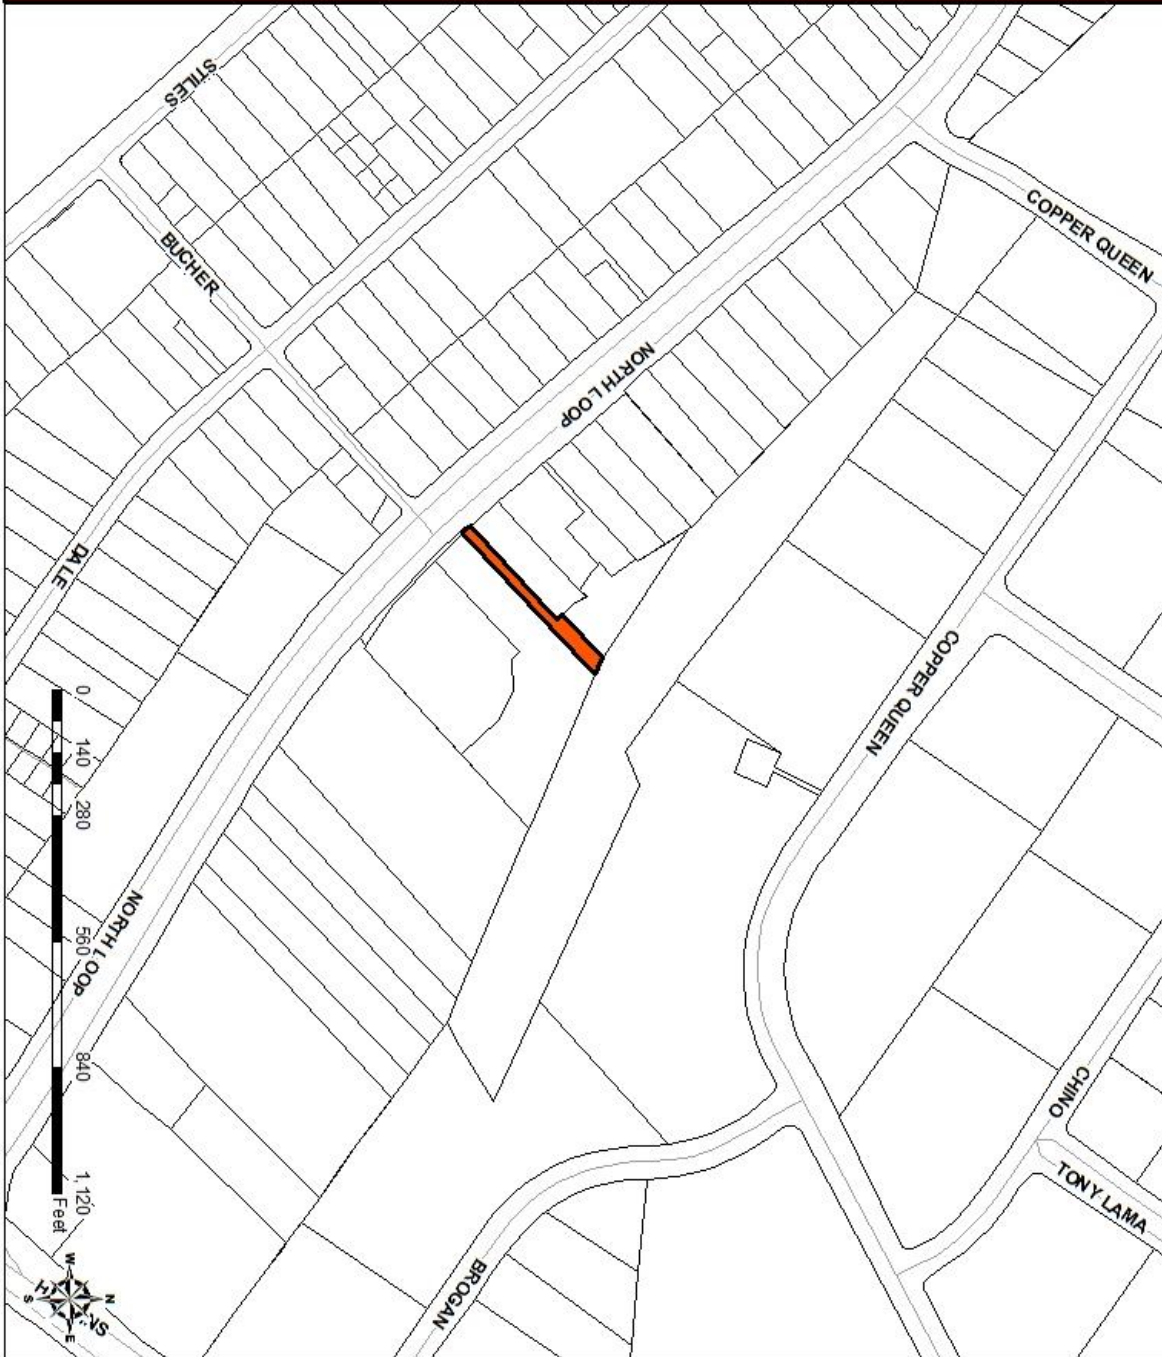 STILES
COPPER QUEEN
BUCHER
NORTH LOOP
DALE
COPPER QUEEN
NORTH LOOP
CHINO
TONY LAMA
BROGAN
0 140 280 560 840 1,120
Feet
N
W
E
S